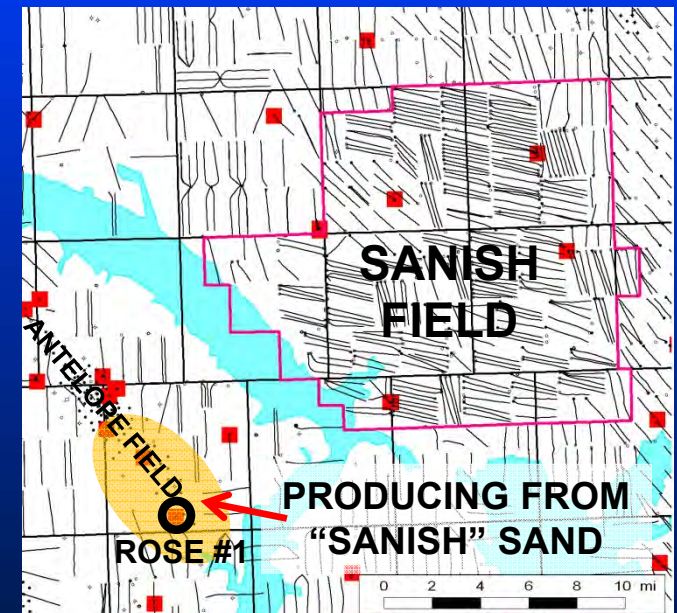 SANISH
FIELD
ANTELOPE FIELD
PRODUCING FROM
“SANISH” SAND
ROSE #1
0 2 4 6 8 10 mi